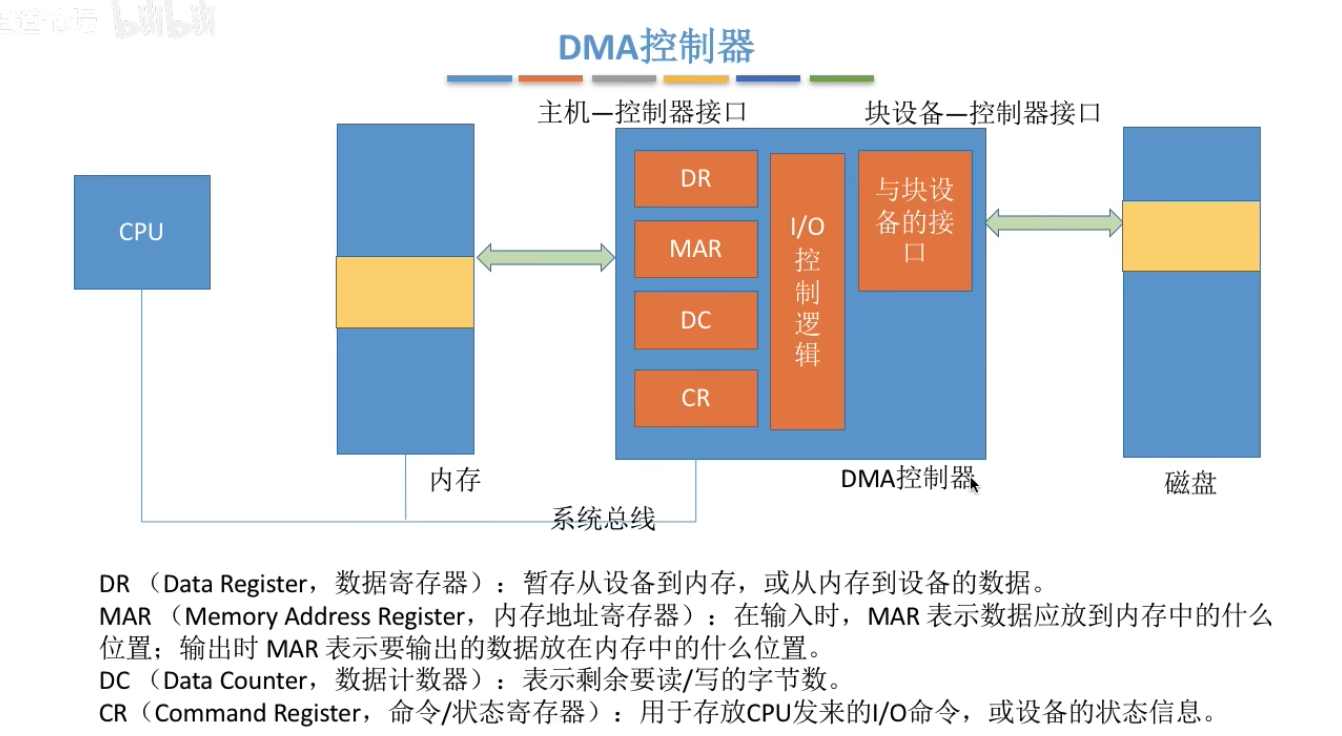 bilibili
DMA控制器
主机—控制器接口
块设备—控制器接口
CPU
DR
MAR
DC
CR
I/O
控
制
逻
辑
与块设
备的接
口
内存
DMA控制器
磁盘
系统总线
DR （Data Register，数据寄存器）：暂存从设备到内存，或从内存到设备的数据。
MAR （Memory Address Register，内存地址寄存器）：在输入时，MAR 表示数据应放到内存中的什么
位置；输出时 MAR 表示要输出的数据放在内存中的什么位置。
DC （Data Counter，数据计数器）：表示剩余要读/写的字节数。
CR（Command Register，命令/状态寄存器）：用于存放CPU发来的I/O命令，或设备的状态信息。